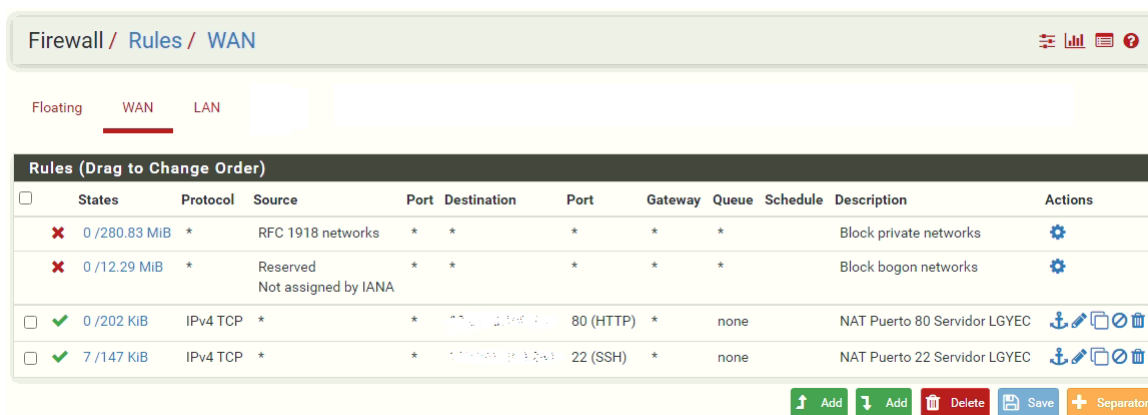 Firewall / Rules / WAN
Floating WAN LAN
Rules (Drag to Change Order)
States Protocol Source Port Destination Port Gateway Queue Schedule Description Actions
0 /280.83 MiB * RFC 1918 networks * * * * * Block private networks
0 /12.29 MiB * Reserved * * * * * Block bogon networks
Not assigned by IANA
0 /202 KiB IPv4 TCP * * 80 (HTTP) * none NAT Puerto 80 Servidor LGYEC
7 /147 KiB IPv4 TCP * * 22 (SSH) * none NAT Puerto 22 Servidor LGYEC
Add Add Delete Save Separator